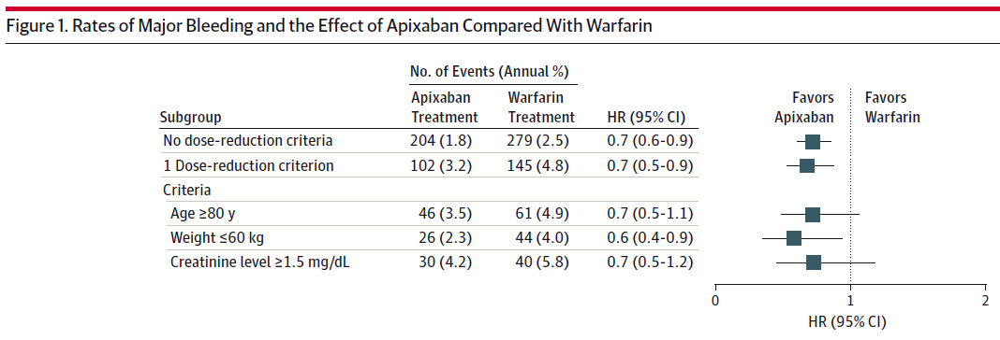 Figure 1. Rates of Major Bleeding and the Effect of Apixaban Compared With Warfarin
No. of Events (Annual %)
Subgroup Apixaban Treatment Warfarin Treatment HR (95% CI) Favors Apixaban Favors Warfarin
No dose-reduction criteria 204 (1.8) 279 (2.5) 0.7 (0.6-0.9)
1 Dose-reduction criterion 102 (3.2) 145 (4.8) 0.7 (0.5-0.9)
Criteria
Age ≥80 y 46 (3.5) 61 (4.9) 0.7 (0.5-1.1)
Weight ≤60 kg 26 (2.3) 44 (4.0) 0.6 (0.4-0.9)
Creatinine level ≥1.5 mg/dL 30 (4.2) 40 (5.8) 0.7 (0.5-1.2)
0 1 2
HR (95% CI)